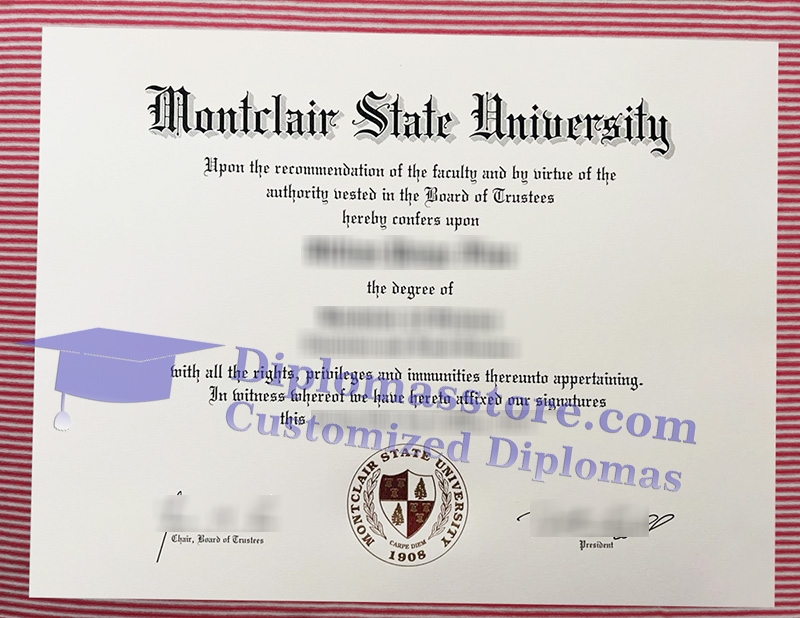 Montclair State University
Upon the recommendation of the faculty and by virtue of the
authority vested in the Board of Trustees
hereby confers upon
the degree of
with all the rights, privileges and immunities thereunto appertaining.
In witness whereof we have hereto affixed our signatures
this
Diplomasstore.com
Customized Diplomas
MONTCLAIR STATE UNIVERSITY
CARPE DIEM
1908
Chair, Board of Trustees
President